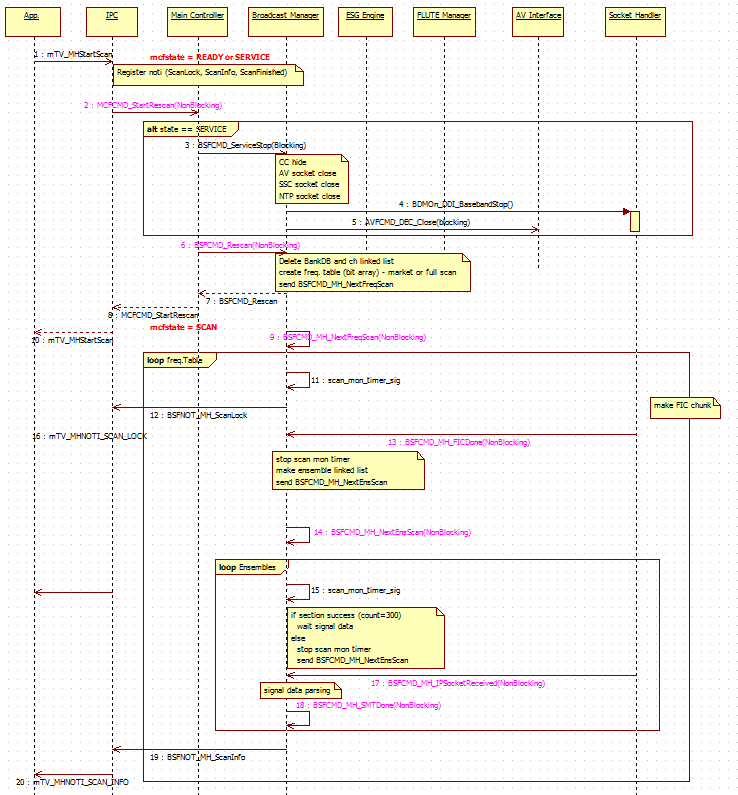 App.
IPC
Main Controller
Broadcast Manager
ESG Engine
FLUTE Manager
AV Interface
Socket Handler
1 : mTV_MHStartScan
mcfstate = READY or SERVICE
Register noti (ScanLock, ScanInfo, ScanFinished)
2 : MCFCMD_StartRescan(NonBlocking)
alt state == SERVICE
3 : BSFCMD_ServiceStop(Blocking)
CC hide
AV socket close
SSC socket close
NTP socket close
4 : BDMOn_DDI_BasebandStop()
5 : AVFCMD_DEC_Close(blocking)
6 : BSFCMD_Rescan(NonBlocking)
Delete BankDB and ch linked list
create freq. table (bit array) - market or full scan
send BSFCMD_MH_NextFreqScan
7 : BSFCMD_Rescan
8 : MCFCMD_StartRescan
mcfstate = SCAN
10 : mTV_MHStartScan
9 : BSFCMD_MH_NextFreqScan(NonBlocking)
loop freq.Table
11 : scan_mon_timer_sig
make FIC chunk
12 : BSFNOT_MH_ScanLock
16 : mTV_MHNOTI_SCAN_LOCK
13 : BSFCMD_MH_FICDone(NonBlocking)
stop scan mon timer
make ensemble linked list
send BSFCMD_MH_NextEnsScan
14 : BSFCMD_MH_NextEnsScan(NonBlocking)
loop Ensembles
15 : scan_mon_timer_sig
if section success (count=300)
wait signal data
else
stop scan mon timer
send BSFCMD_MH_NextEnsScan
17 : BSFCMD_MH_IPSocketReceived(NonBlocking)
signal data parsing
18 : BSFCMD_MH_SMTDone(NonBlocking)
19 : BSFNOT_MH_ScanInfo
20 : mTV_MHNOTI_SCAN_INFO